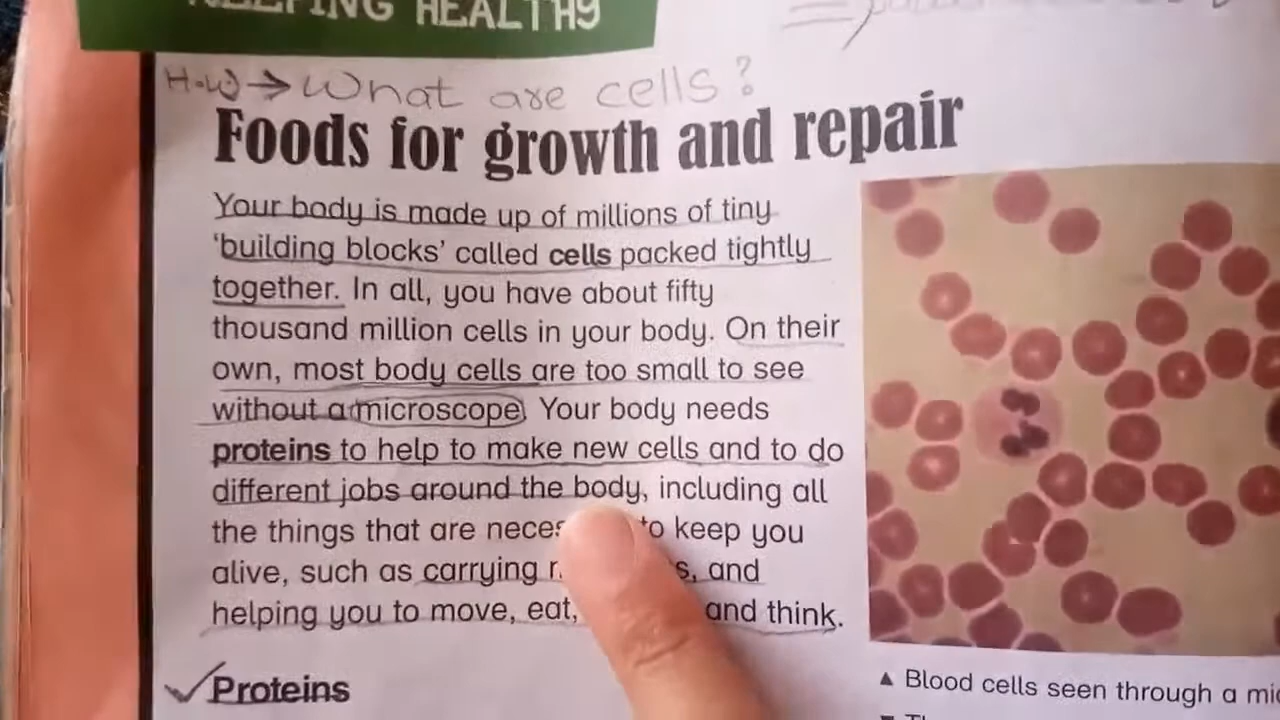 HEALTHY
H.W → What are cells?
Foods for growth and repair
Your body is made up of millions of tiny
'building blocks' called cells packed tightly
together. In all, you have about fifty
thousand million cells in your body. On their
own, most body cells are too small to see
without a microscope. Your body needs
proteins to help to make new cells and to do
different jobs around the body, including all
the things that are to keep you
alive, such as carrying and
helping you to move, eat, and think.
Proteins
▲ Blood cells seen through a